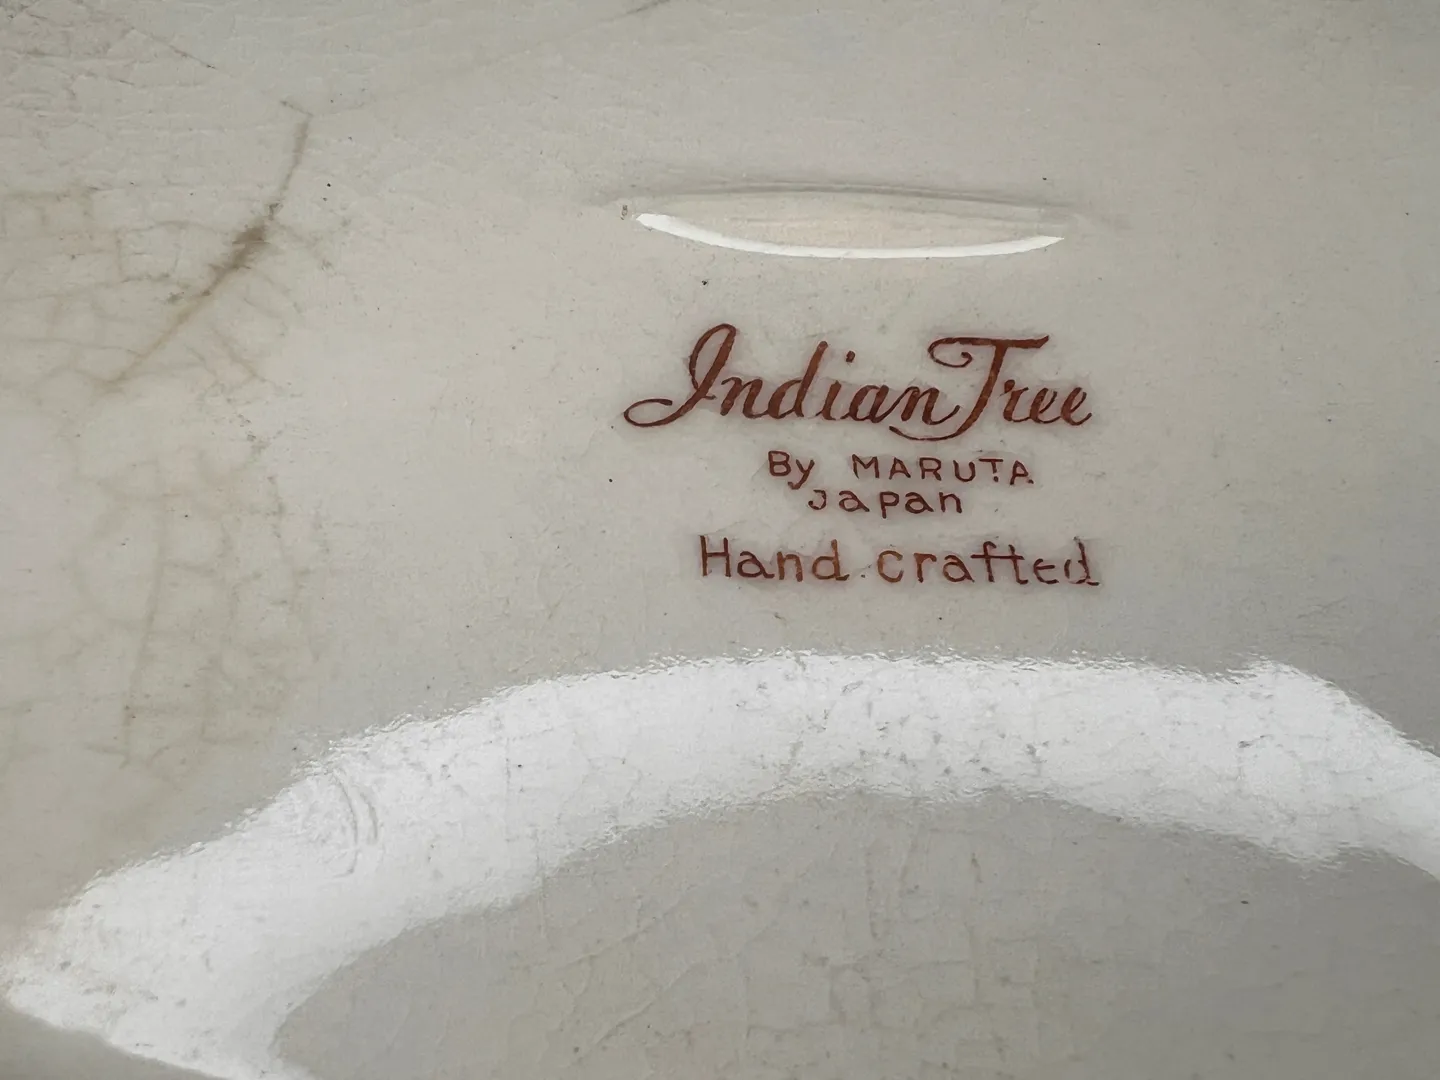 Indian Tree
By MARUTA
Japan
Hand crafted